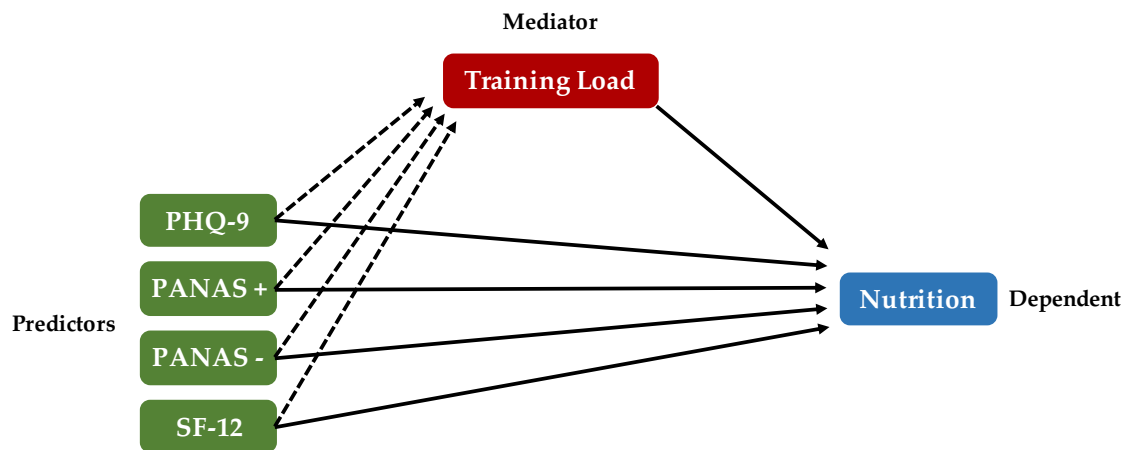 Mediator
Training Load
PHQ-9
PANAS +
Predictors
PANAS -
SF-12
Nutrition
Dependent